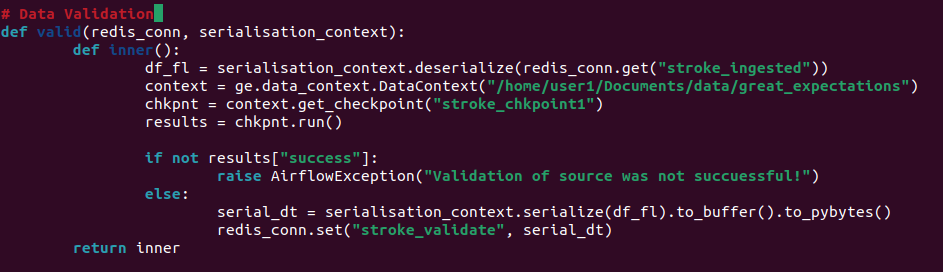 # Data Validation
def valid(redis_conn, serialisation_context):
        def inner():
                df_fl = serialisation_context.deserialize(redis_conn.get("stroke_ingested"))
                context = ge.data_context.DataContext("/home/user1/Documents/data/great_expectations")
                chkpnt = context.get_checkpoint("stroke_chkpoint1")
                results = chkpnt.run()

                if not results["success"]:
                        raise AirflowException("Validation of source was not succuessful!")
                else:
                        serial_dt = serialisation_context.serialize(df_fl).to_buffer().to_pybytes()
                        redis_conn.set("stroke_validate", serial_dt)
        return inner